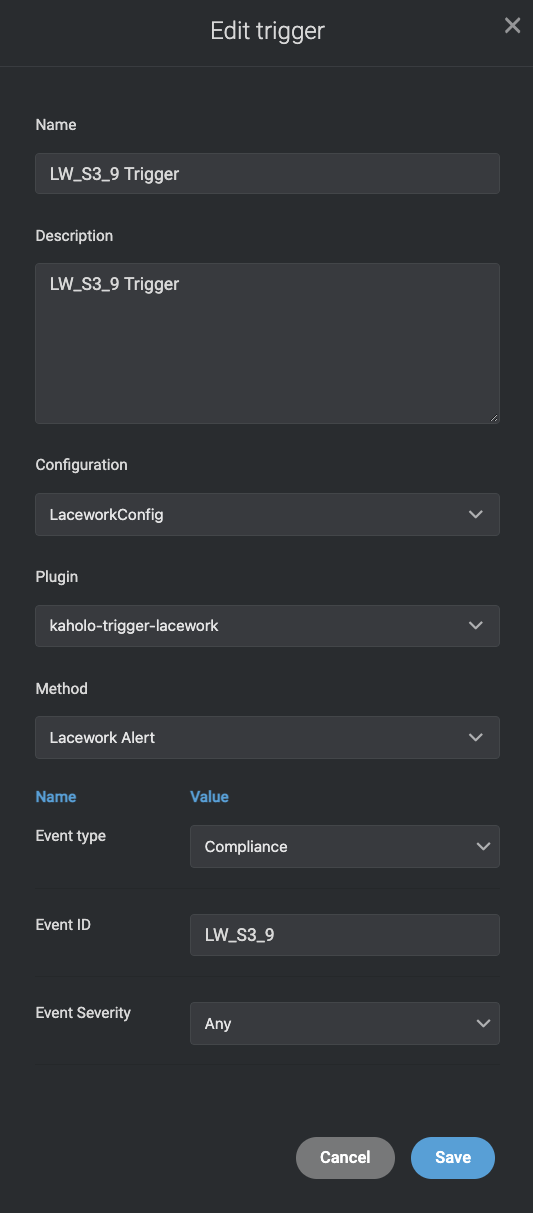 Edit trigger
Name
LW_S3_9 Trigger
Description
LW_S3_9 Trigger
Configuration
LaceworkConfig
Plugin
kaholo-trigger-lacework
Method
Lacework Alert
Name Value
Event type Compliance
Event ID LW_S3_9
Event Severity Any
Cancel Save